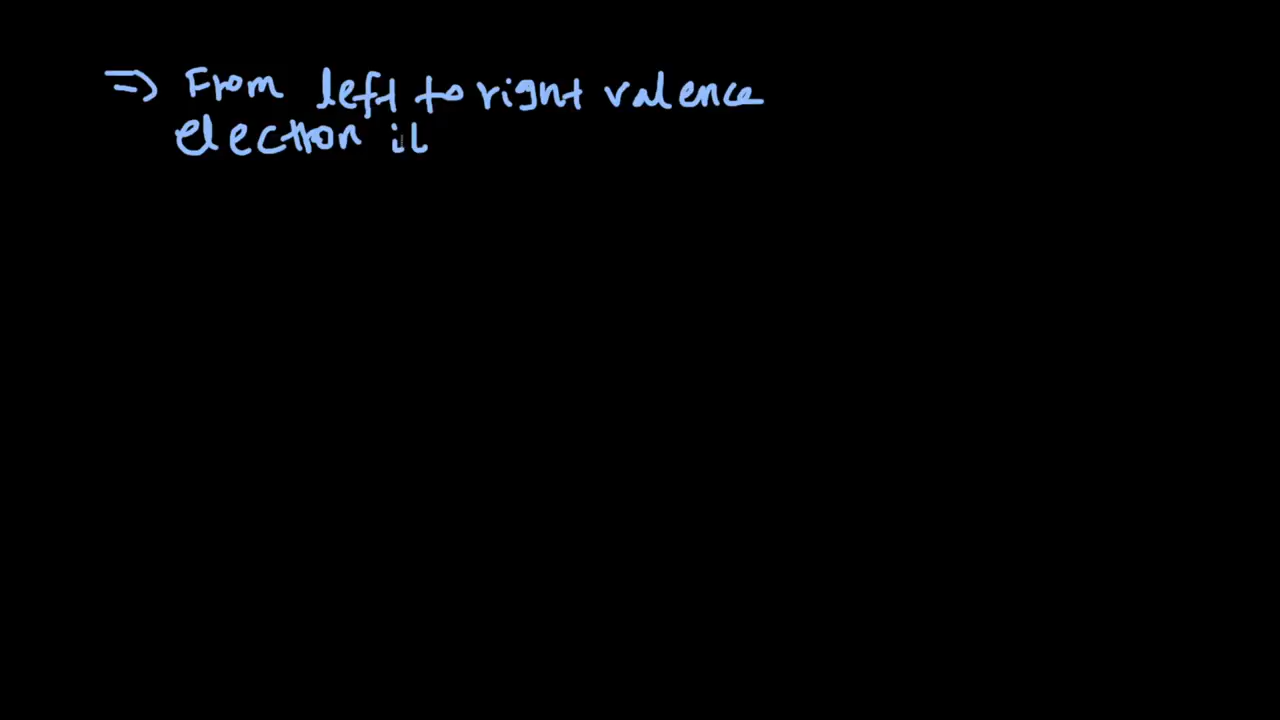 ⇒ From left to right valence
electron